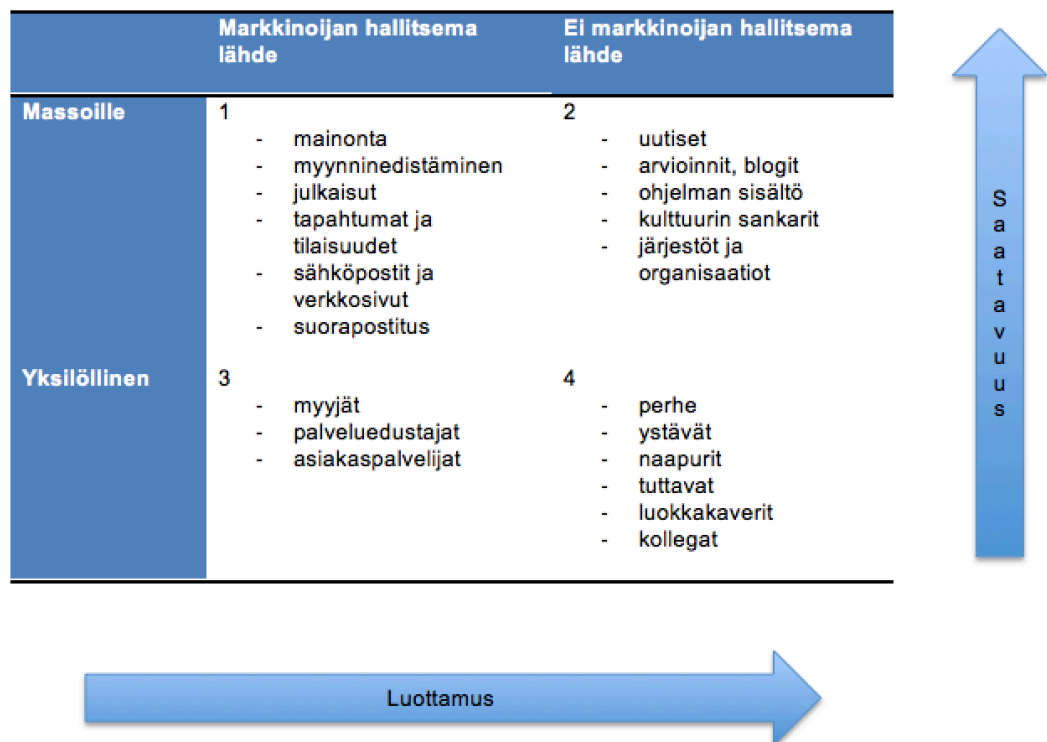 Markkinoijan hallitsema
lähde
Ei markkinoijan hallitsema
lähde
Massoille
1
- mainonta
- myynninedistäminen
- julkaisut
- tapahtumat ja
tilaisuudet
- sähköpostit ja
verkkosivut
- suorapostitus
2
- uutiset
- arvioinnit, blogit
- ohjelman sisältö
- kulttuurin sankarit
- järjestöt ja
organisaatiot
Yksilöllinen
3
- myyjät
- palveluedustajat
- asiakaspalvelijat
4
- perhe
- ystävät
- naapurit
- tuttavat
- luokkakaverit
- kollegat
Saatavuus
Luottamus